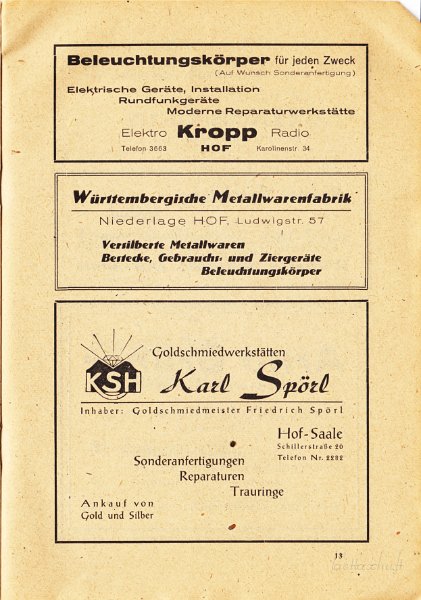 Beleuchtungskörper für jeden Zweck
(Auf Wunsch Sonderanfertigung)
Elektrische Geräte, Installation
Rundfunkgeräte
Moderne Reparaturwerkstätte
Elektro Kropp Radio
Telefon 3663 HOF Karolinenstr. 34
Württembergische Metallwarenfabrik
Niederlage HOF, Ludwigstr. 57
Versilberte Metallwaren
Bestecke, Gebrauchs- und Ziergeräte
Beleuchtungskörper
Goldschmiedwerkstätten
KSH Karl Spörl
Inhaber: Goldschmiedmeister Friedrich Spörl
Hof-Saale
Schillerstraße 20
Telefon Nr. 2282
Sonderanfertigungen
Reparaturen
Trauringe
Ankauf von
Gold und Silber
13